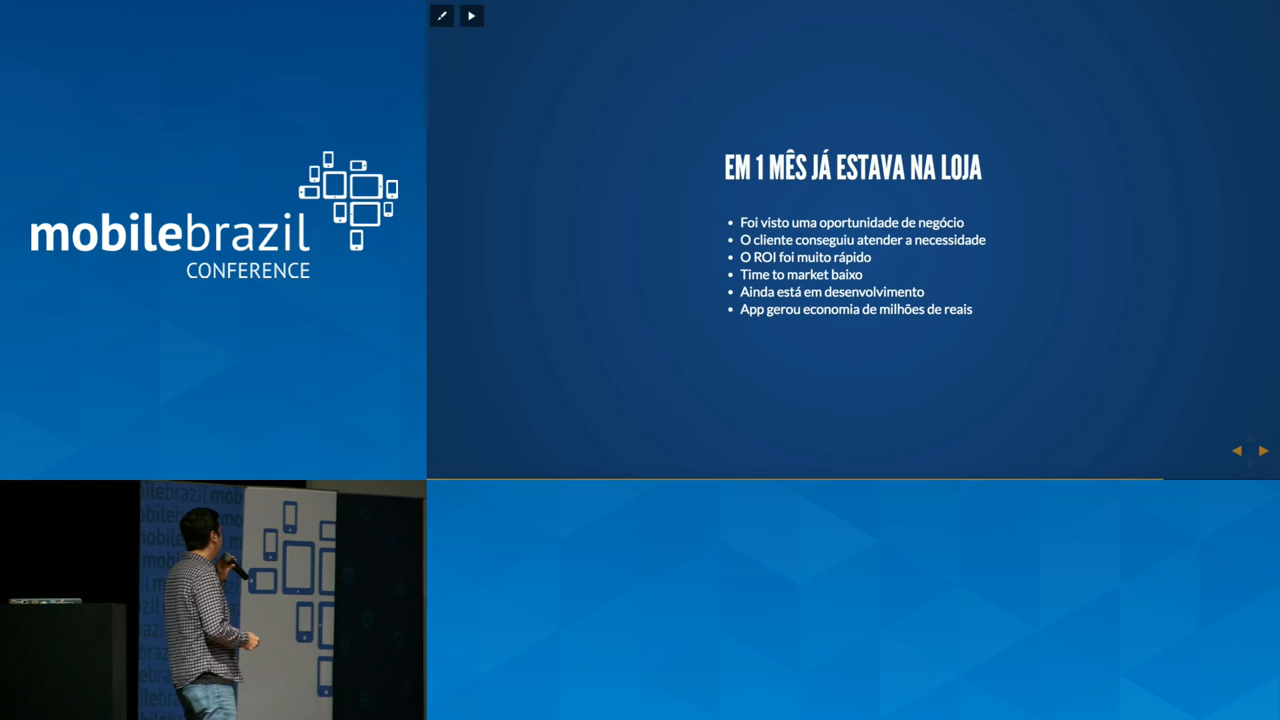 mobilebrazil
CONFERENCE
EM 1 MÊS JÁ ESTAVA NA LOJA
• Foi visto uma oportunidade de negócio
• O cliente conseguiu atender a necessidade
• O ROI foi muito rápido
• Time to market baixo
• Ainda está em desenvolvimento
• App gerou economia de milhões de reais